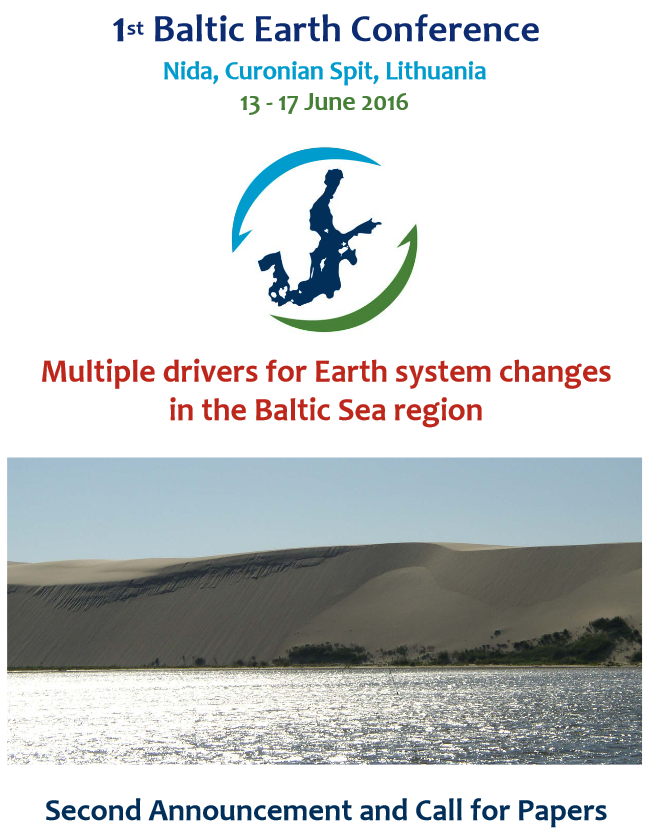 1st Baltic Earth Conference
Nida, Curonian Spit, Lithuania
13 - 17 June 2016
Multiple drivers for Earth system changes
in the Baltic Sea region
Second Announcement and Call for Papers